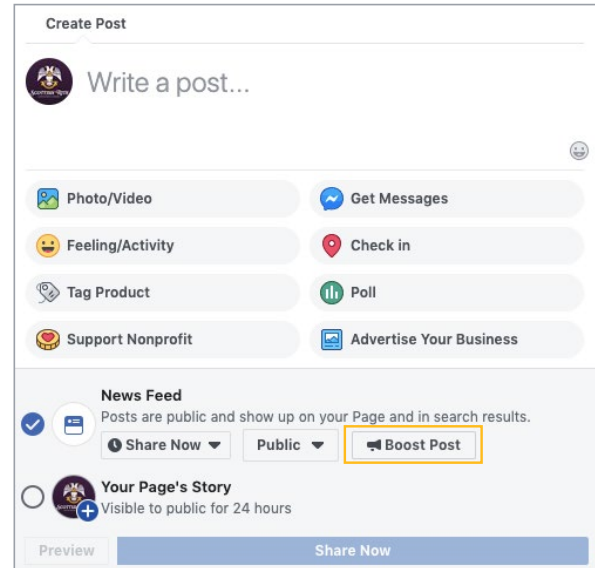 Create Post
Write a post...
Photo/Video
Get Messages
Feeling/Activity
Check in
Tag Product
Poll
Support Nonprofit
Advertise Your Business
News Feed
Posts are public and show up on your Page and in search results.
Share Now Public Boost Post
Your Page's Story
Visible to public for 24 hours
Preview Share Now